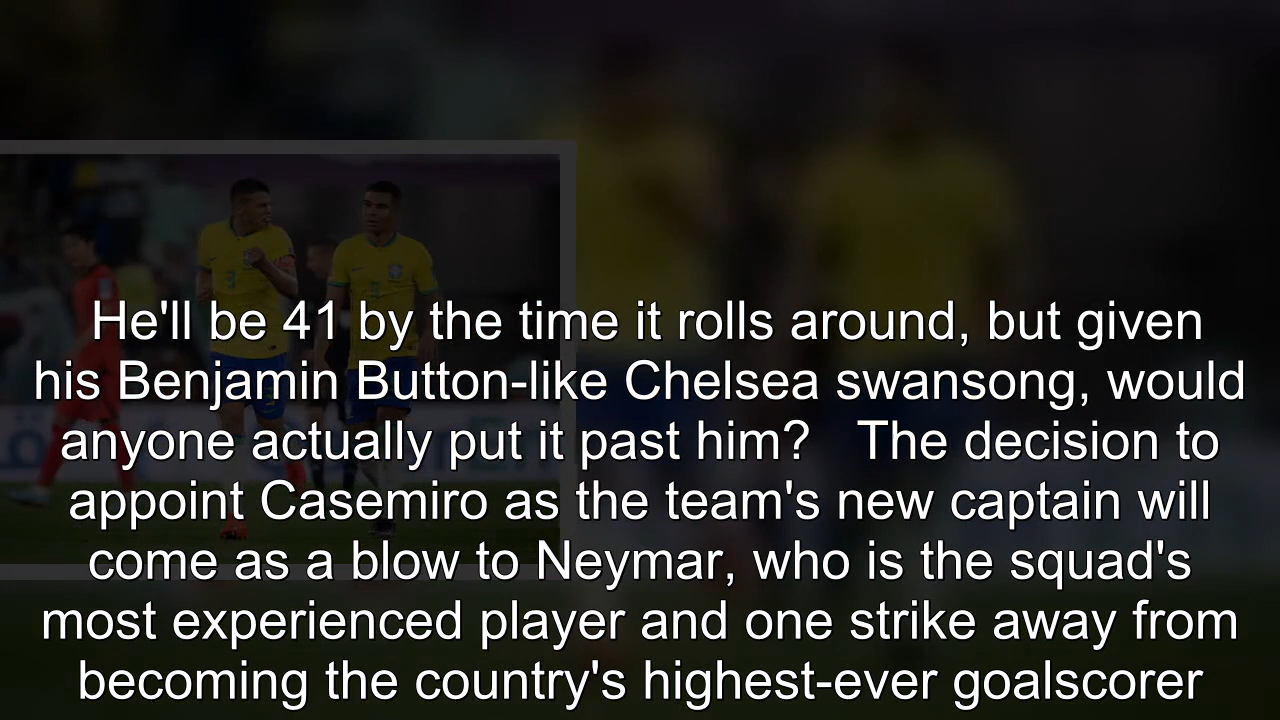 He'll be 41 by the time it rolls around, but given
his Benjamin Button-like Chelsea swansong, would
anyone actually put it past him?   The decision to
appoint Casemiro as the team's new captain will
come as a blow to Neymar, who is the squad's
most experienced player and one strike away from
becoming the country's highest-ever goalscorer